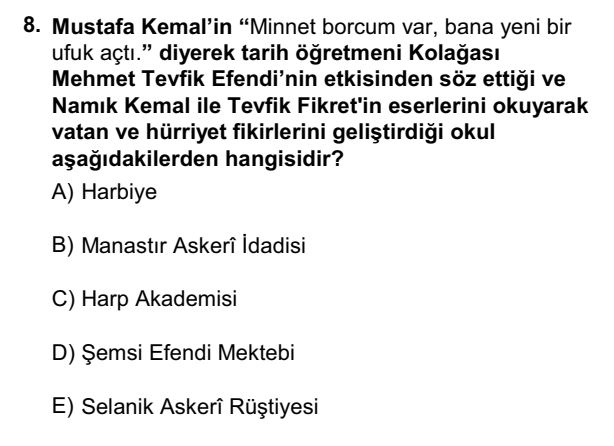 8. Mustafa Kemal’in “Minnet borcum var, bana yeni bir
ufuk açtı.” diyerek tarih öğretmeni Kolağası
Mehmet Tevfik Efendi’nin etkisinden söz ettiği ve
Namık Kemal ile Tevfik Fikret'in eserlerini okuyarak
vatan ve hürriyet fikirlerini geliştirdiği okul
aşağıdakilerden hangisidir?
A) Harbiye
B) Manastır Askerî İdadisi
C) Harp Akademisi
D) Şemsi Efendi Mektebi
E) Selanik Askerî Rüştiyesi